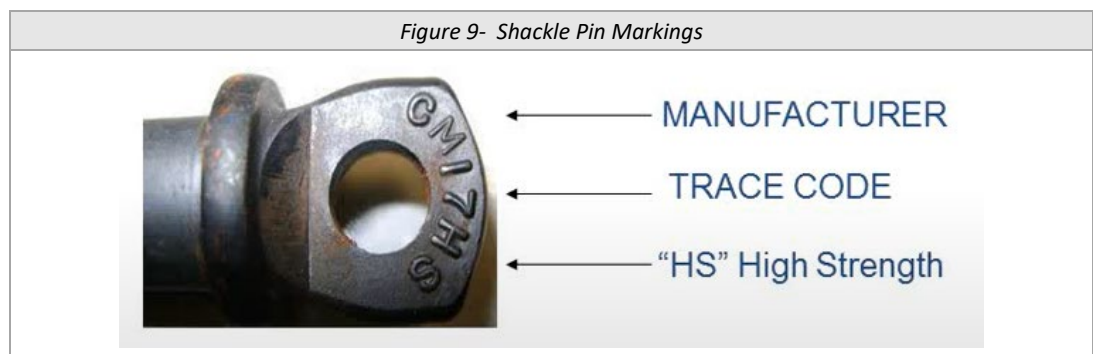 Figure 9- Shackle Pin Markings
CM17HS
MANUFACTURER
TRACE CODE
“HS” High Strength